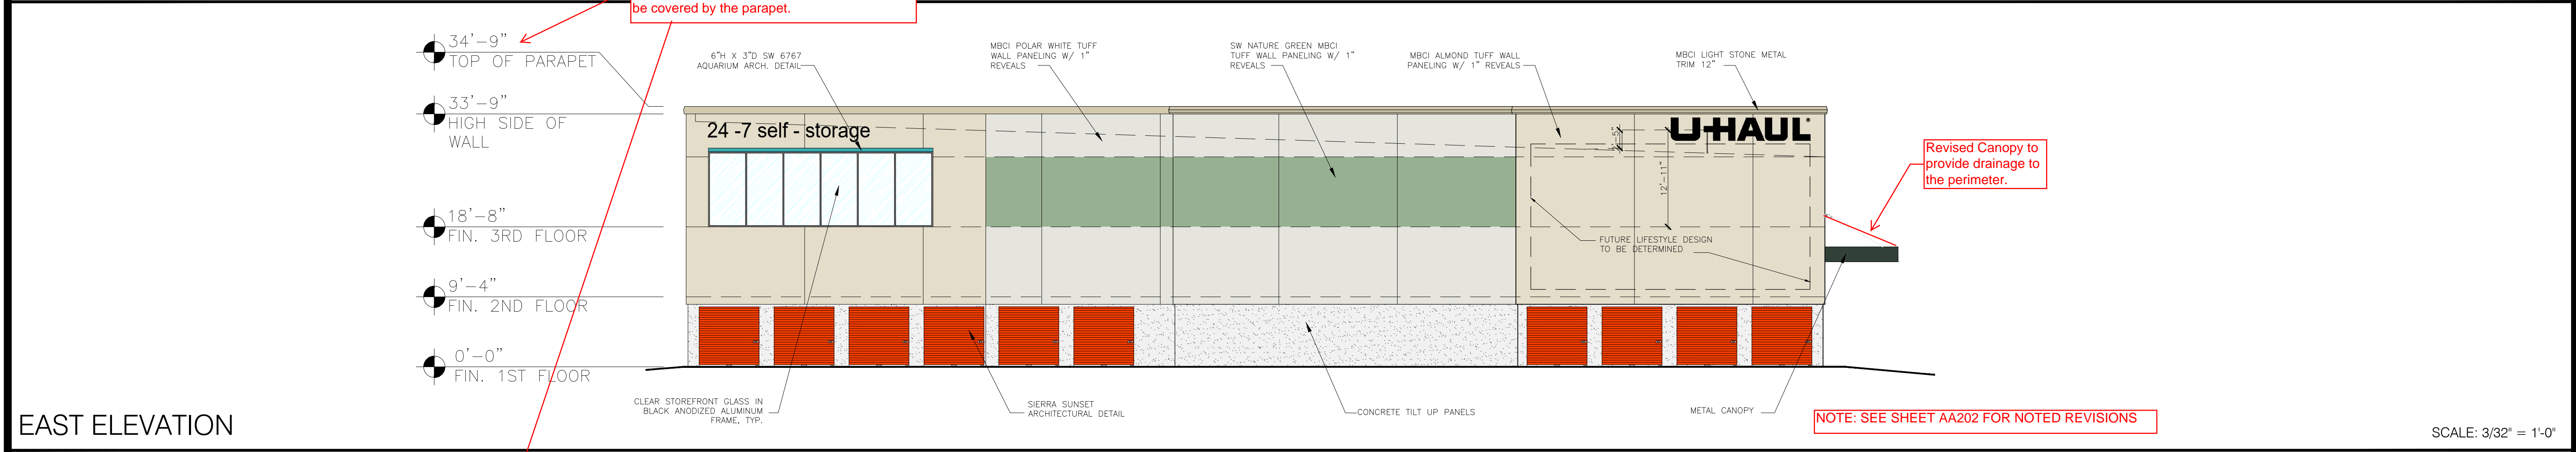 be covered by the parapet.
34'-9"
TOP OF PARAPET
33'-9"
HIGH SIDE OF
WALL
18'-8"
FIN. 3RD FLOOR
9'-4"
FIN. 2ND FLOOR
0'-0"
FIN. 1ST FLOOR
6"H X 3"D SW 6767
AQUARIUM ARCH. DETAIL
MBCI POLAR WHITE TUFF
WALL PANELING W/ 1"
REVEALS
SW NATURE GREEN MBCI
TUFF WALL PANELING W/ 1"
REVEALS
MBCI ALMOND TUFF WALL
PANELING W/ 1" REVEALS
MBCI LIGHT STONE METAL
TRIM 12"
24 -7 self - storage
U-HAUL®
12'-11"
Revised Canopy to
provide drainage to
the perimeter.
FUTURE LIFESTYLE DESIGN
TO BE DETERMINED
CLEAR STOREFRONT GLASS IN
BLACK ANODIZED ALUMINUM
FRAME, TYP.
SIERRA SUNSET
ARCHITECTURAL DETAIL
CONCRETE TILT UP PANELS
METAL CANOPY
NOTE: SEE SHEET AA202 FOR NOTED REVISIONS
EAST ELEVATION
SCALE: 3/32" = 1'-0"